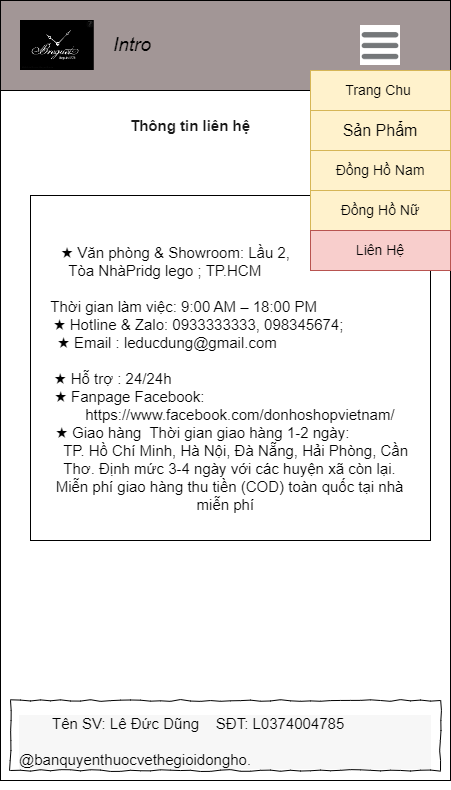 Breguet
Intro
Trang Chu
Sản Phẩm
Thông tin liên hệ
Đồng Hồ Nam
Đồng Hồ Nữ
Liên Hệ
★ Văn phòng & Showroom: Lầu 2,
Tòa NhàPridg lego ; TP.HCM
Thời gian làm việc: 9:00 AM – 18:00 PM
★ Hotline & Zalo: 0933333333, 098345674;
★ Email : leducdung@gmail.com
★ Hỗ trợ : 24/24h
★ Fanpage Facebook:
https://www.facebook.com/donhoshopvietnam/
★ Giao hàng  Thời gian giao hàng 1-2 ngày:
TP. Hồ Chí Minh, Hà Nội, Đà Nẵng, Hải Phòng, Cần
Thơ. Định mức 3-4 ngày với các huyện xã còn lại.
Miễn phí giao hàng thu tiền (COD) toàn quốc tại nhà
miễn phí
Tên SV: Lê Đức Dũng    SĐT: L0374004785
@banquyenthuocvethegioidongho.